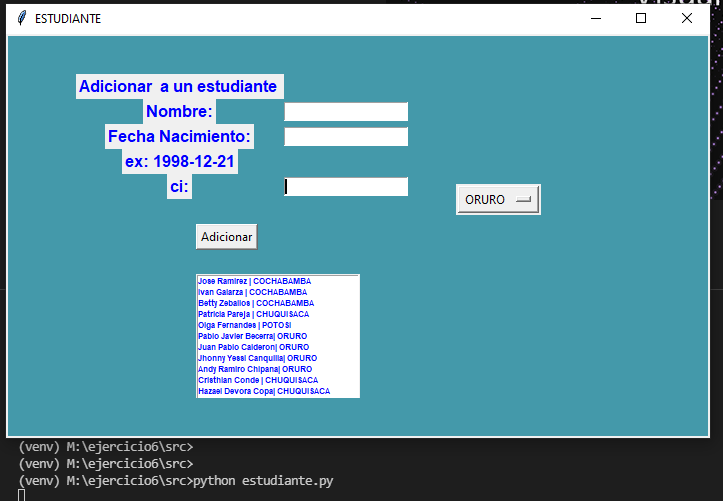 ESTUDIANTE
Adicionar a un estudiante
Nombre:
Fecha Nacimiento:
ex: 1998-12-21
ci:
ORURO
Adicionar
Jose Ramirez | COCHABAMBA
Ivan Galarza | COCHABAMBA
Betty Zeballos | COCHABAMBA
Patricia Pareja | CHUQUISACA
Olga Fernandes | POTOSI
Pablo Javier Becerra| ORURO
Juan Pablo Calderon| ORURO
Jhonny Yessi Canquilla| ORURO
Andy Ramiro Chipana| ORURO
Cristhian Conde | CHUQUISACA
Hazael Devora Copa| CHUQUISACA
(venv) M:\ejercicio6\src>
(venv) M:\ejercicio6\src>
(venv) M:\ejercicio6\src>python estudiante.py